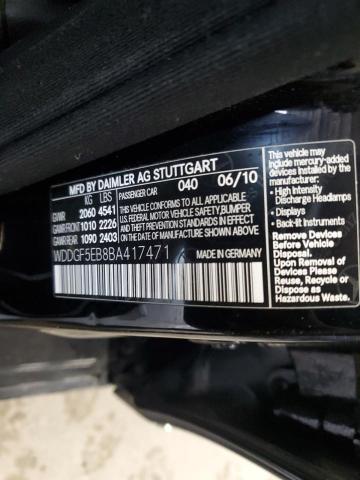 MFD BY DAIMLER AG STUTTGART
KG LBS PASSENGER CAR 040 06/10
GVWR 2060 4541
GAWR FRONT 1010 2226
GAWR REAR 1090 2403
THIS VEHICLE CONFORMS TO ALL APPLICABLE
U.S. FEDERAL MOTOR VEHICLE SAFETY, BUMPER
AND THEFT PREVENTION STANDARDS IN EFFECT
ON THE DATE OF MANUFACTURE SHOWN ABOVE.
WDDGF5EB8BA417471 MADE IN GERMANY
This vehicle may
include mercury-added
devices installed by the
manufacturer:
- High Intensity
Discharge Headlamps
- Displays
- Back-lit Instruments
Remove Devices
Before Vehicle
Disposal.
Upon Removal of
Devices Please Reuse,
Recycle or Dispose as
Hazardous Waste.